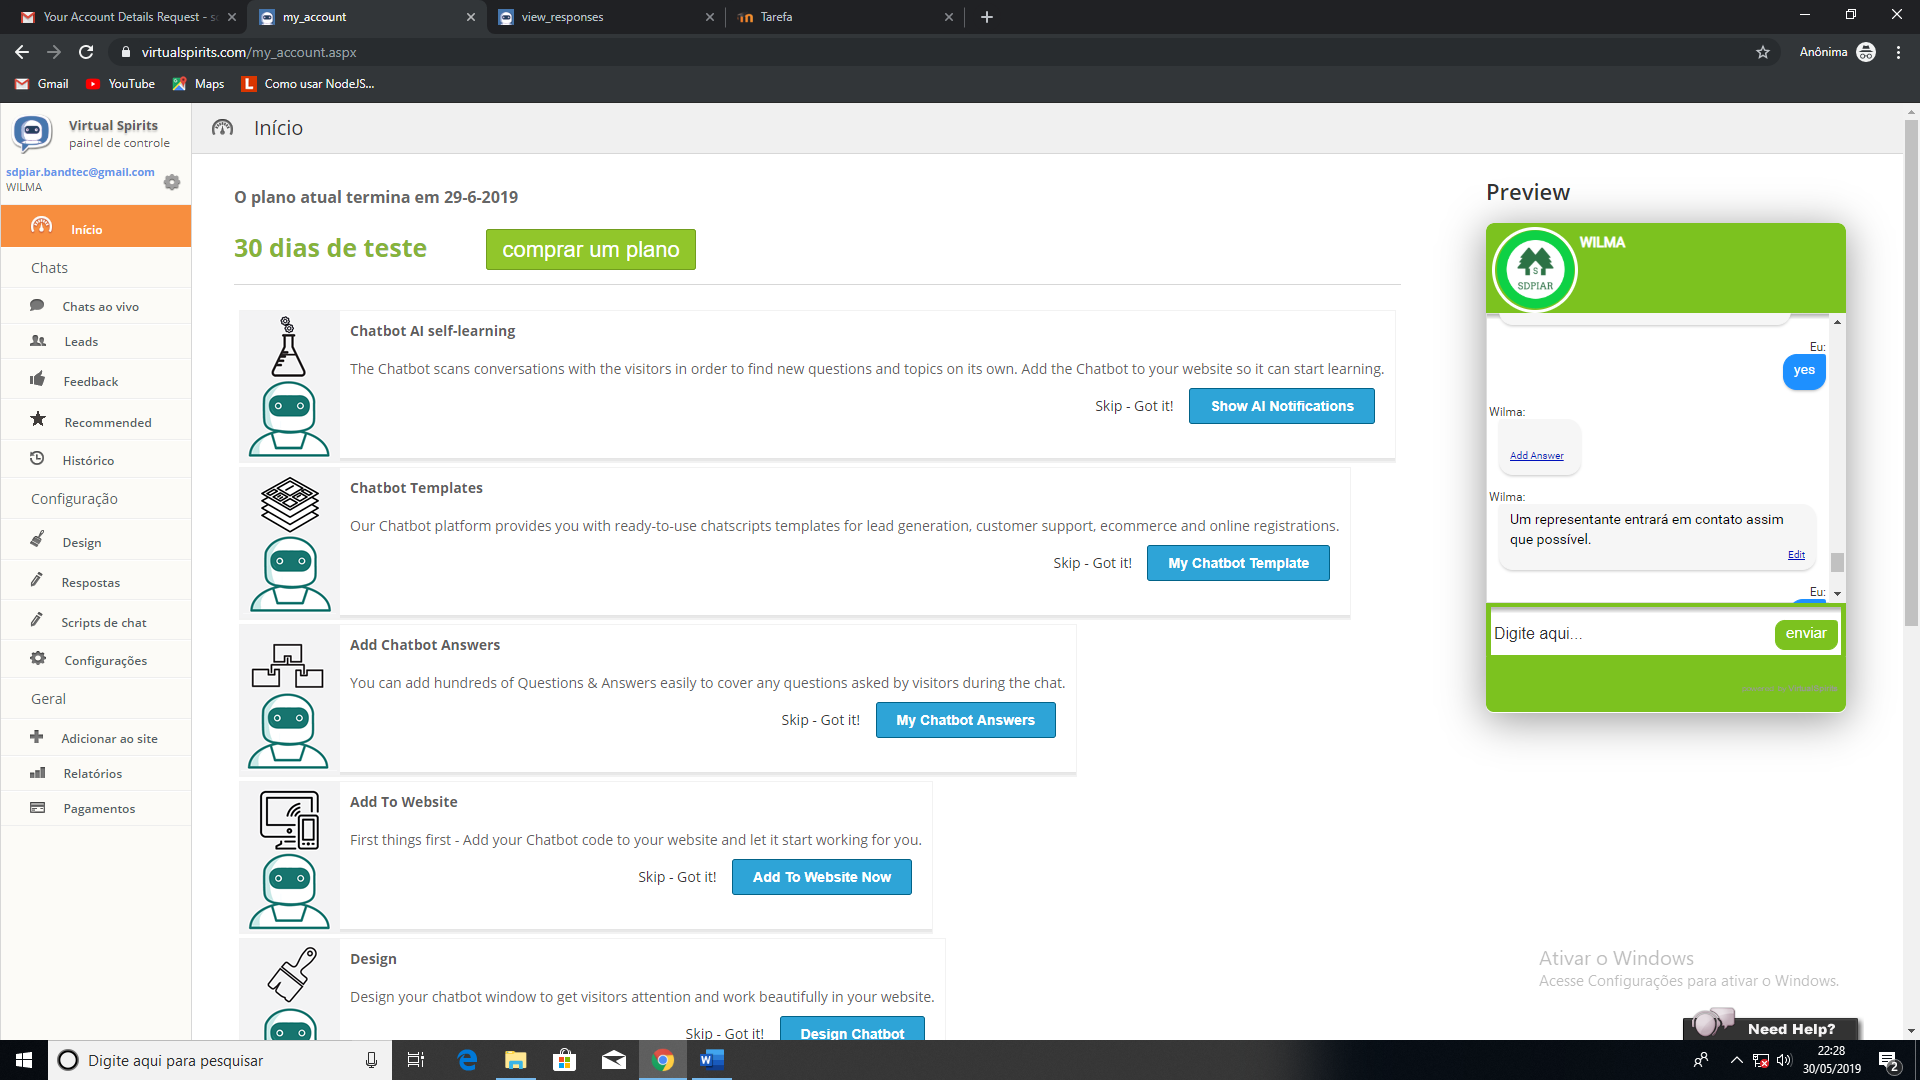 Your Account Details Request - sc
my_account
view_responses
Tarefa
virtualspirits.com/my_account.aspx
Anônima
Gmail
YouTube
Maps
Como usar NodeJS...
Virtual Spirits
painel de controle
sdpiar.bandtec@gmail.com
WILMA
Início
Chats
Chats ao vivo
Leads
Feedback
Recommended
Histórico
Configuração
Design
Respostas
Scripts de chat
Configurações
Geral
Adicionar ao site
Relatórios
Pagamentos
Início
O plano atual termina em 29-6-2019
30 dias de teste
comprar um plano
Chatbot AI self-learning
The Chatbot scans conversations with the visitors in order to find new questions and topics on its own. Add the Chatbot to your website so it can start learning.
Skip - Got it!
Show AI Notifications
Chatbot Templates
Our Chatbot platform provides you with ready-to-use chatscripts templates for lead generation, customer support, ecommerce and online registrations.
Skip - Got it!
My Chatbot Template
Add Chatbot Answers
You can add hundreds of Questions & Answers easily to cover any questions asked by visitors during the chat.
Skip - Got it!
My Chatbot Answers
Add To Website
First things first - Add your Chatbot code to your website and let it start working for you.
Skip - Got it!
Add To Website Now
Design
Design your chatbot window to get visitors attention and work beautifully in your website.
Skip - Got it!
Design Chatbot
Preview
WILMA
S
SDPIAR
Eu:
yes
Wilma:
Add Answer
Wilma:
Um representante entrará em contato assim
que possível.
Edit
Eu:
Digite aqui...
enviar
Ativar o Windows
Acesse Configurações para ativar o Windows.
Need Help?
Digite aqui para pesquisar
22:28
30/05/2019
2